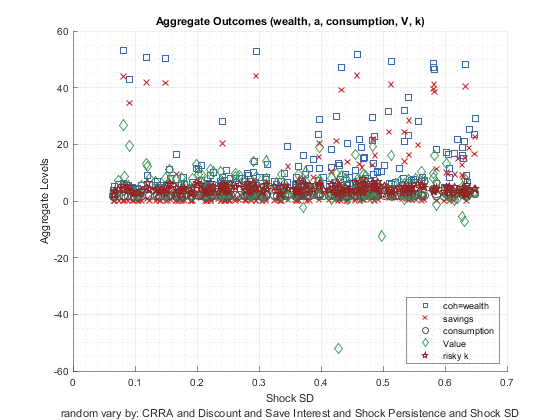 Aggregate Outcomes (wealth, a, consumption, V, k)
60
40
20
0
-20
-40
-60
Aggregate Levels
coh=wealth
savings
consumption
Value
risky k
0 0.1 0.2 0.3 0.4 0.5 0.6 0.7
Shock SD
random vary by: CRRA and Discount and Save Interest and Shock Persistence and Shock SD